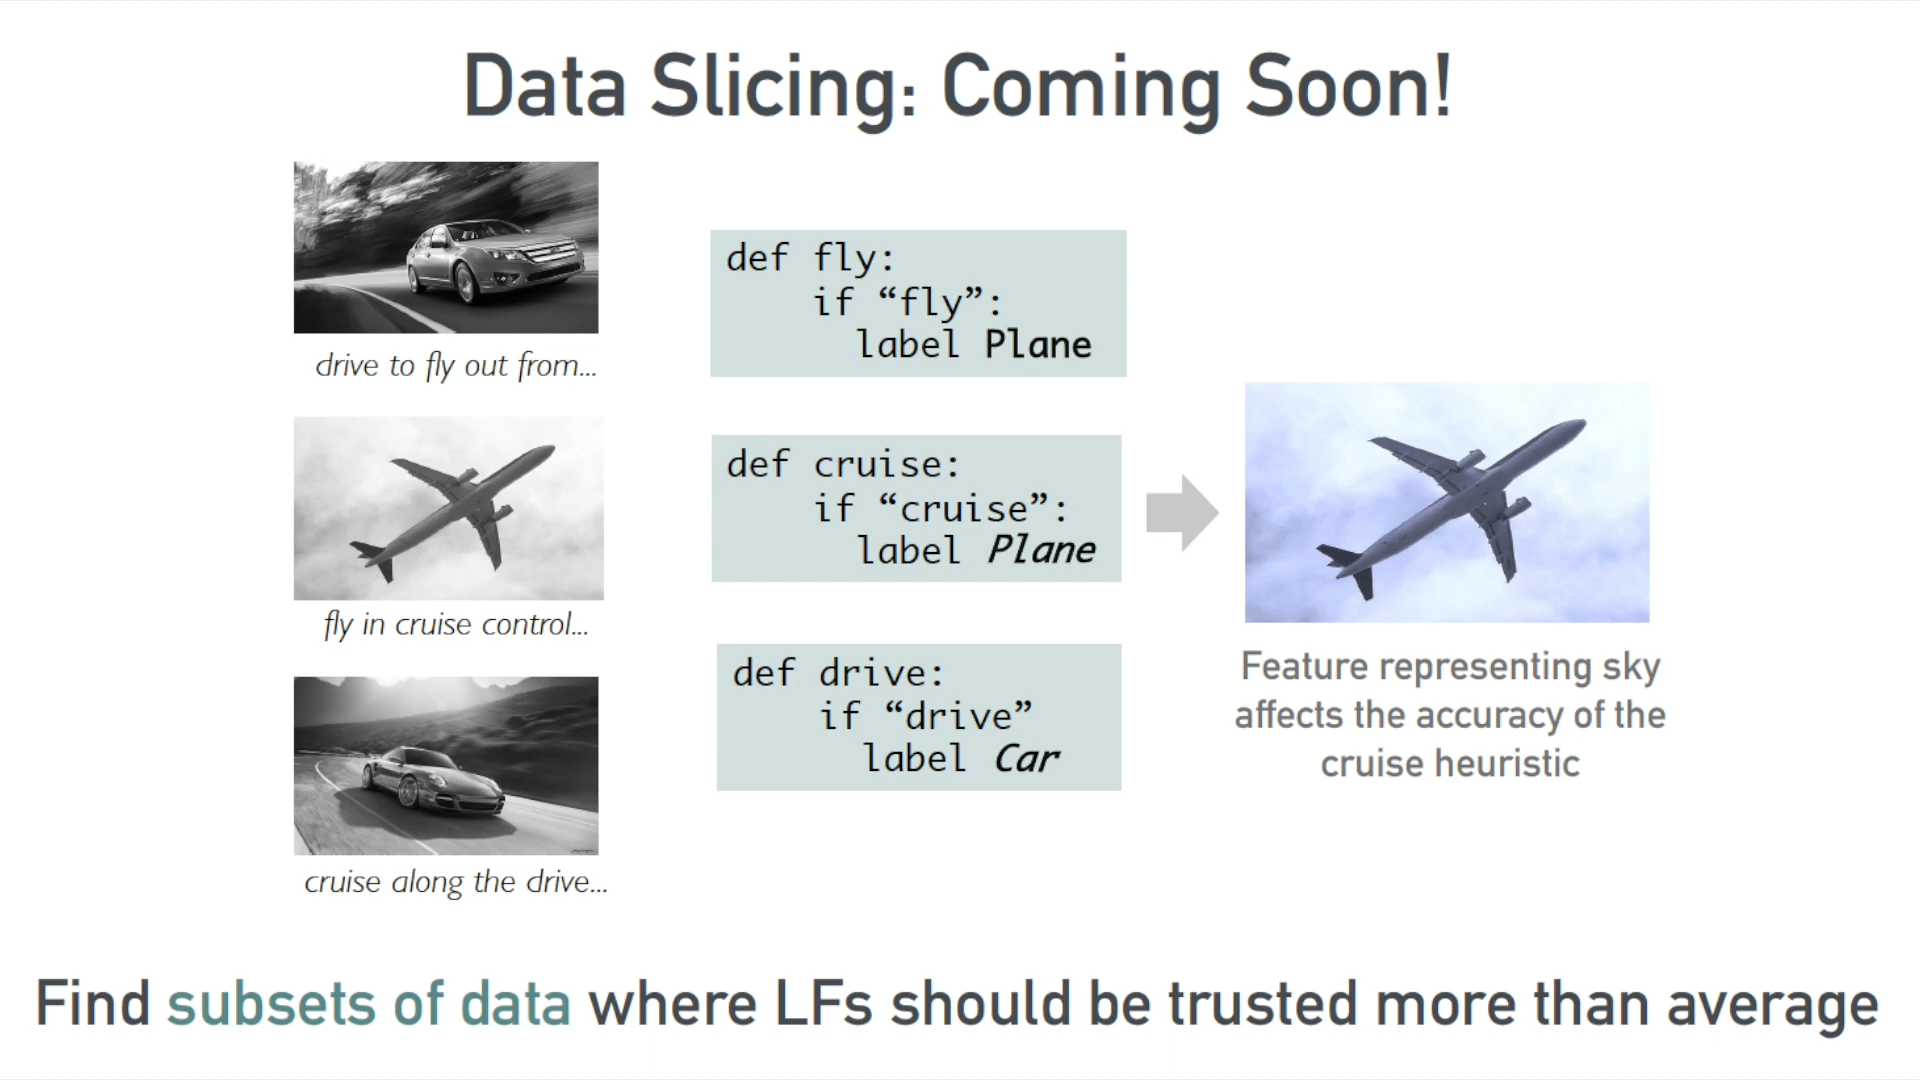 Data Slicing: Coming Soon!
drive to fly out from...
fly in cruise control...
cruise along the drive...
def fly:
if “fly”:
label Plane
def cruise:
if “cruise”:
label Plane
def drive:
if “drive”
label Car
Feature representing sky
affects the accuracy of the
cruise heuristic
Find subsets of data where LFs should be trusted more than average